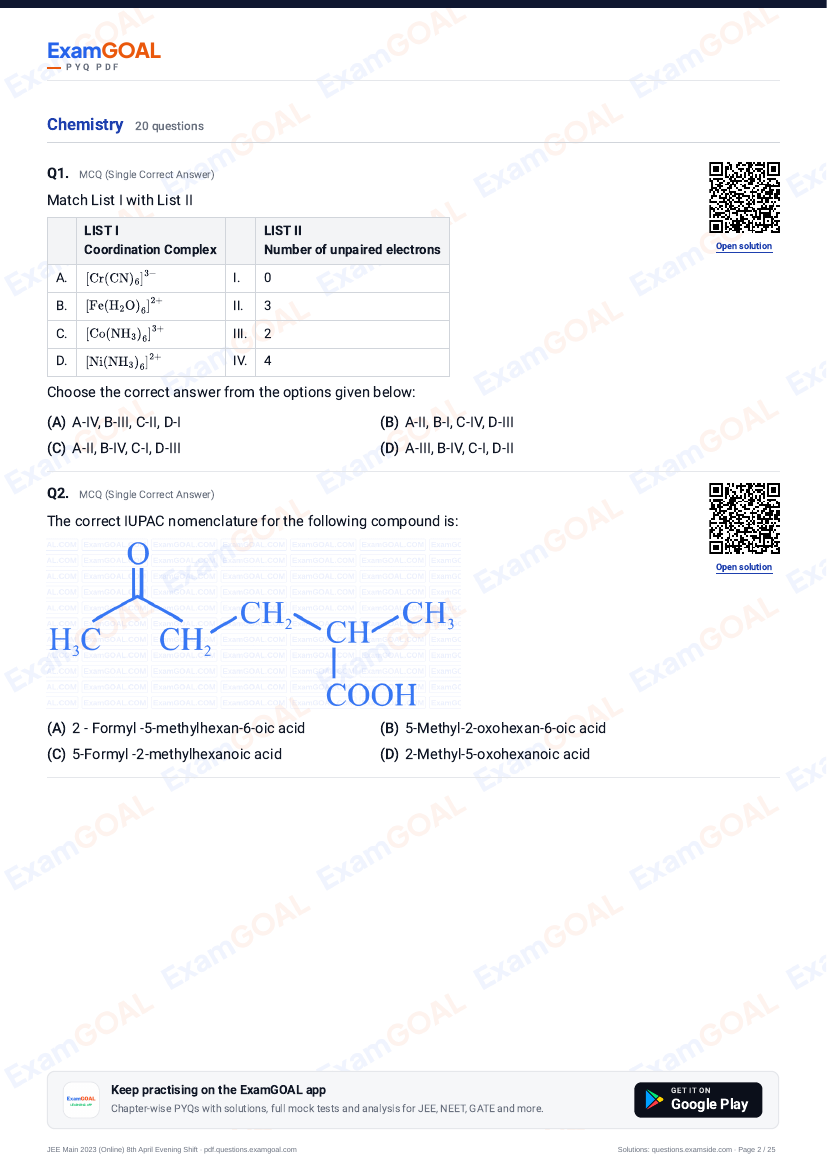 ExamGOAL
PYQ PDF
Chemistry 20 questions
Q1. MCQ (Single Correct Answer)
Open solution
Match List I with List II
LIST I Coordination Complex LIST II Number of unpaired electrons
A. [Cr(CN)₆]³⁻ I. 0
B. [Fe(H₂O)₆]²⁺ II. 3
C. [Co(NH₃)₆]³⁺ III. 2
D. [Ni(NH₃)₆]²⁺ IV. 4
Choose the correct answer from the options given below:
(A) A-IV, B-III, C-II, D-I (B) A-II, B-I, C-IV, D-III
(C) A-II, B-IV, C-I, D-III (D) A-III, B-IV, C-I, D-II
Q2. MCQ (Single Correct Answer)
Open solution
The correct IUPAC nomenclature for the following compound is:
O
H₃C CH₂ CH₂ CH CH₃
COOH
(A) 2 - Formyl -5-methylhexan-6-oic acid (B) 5-Methyl-2-oxohexan-6-oic acid
(C) 5-Formyl -2-methylhexanoic acid (D) 2-Methyl-5-oxohexanoic acid
Keep practising on the ExamGOAL app
Chapter-wise PYQs with solutions, full mock tests and analysis for JEE, NEET, GATE and more.
GET IT ON
Google Play
JEE Main 2023 (Online) 8th April Evening Shift · pdf.questions.examgoal.com
Solutions: questions.examside.com · Page 2 / 25